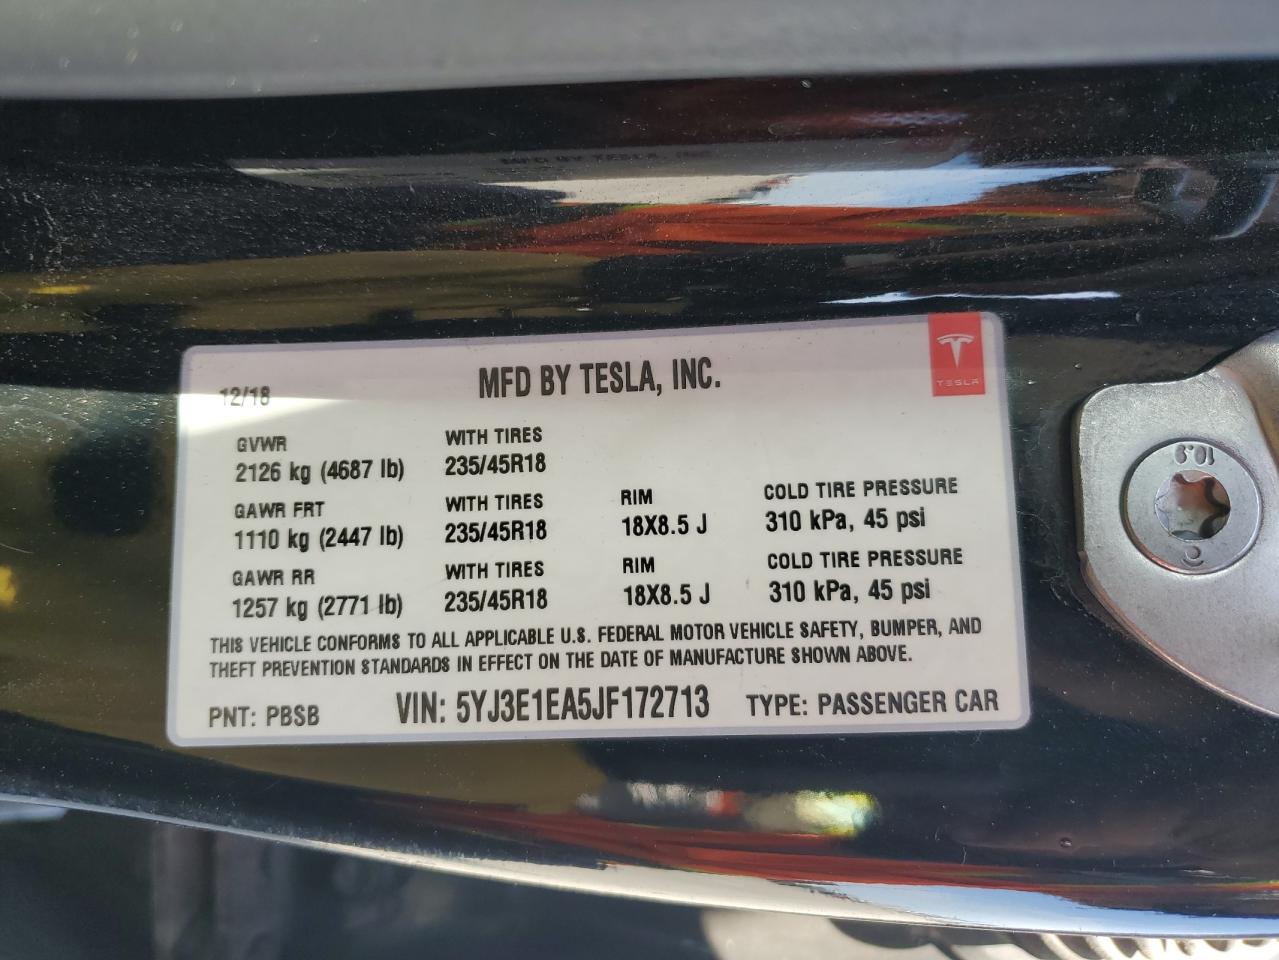 MFD BY TESLA, INC.
TESLA
12/18
GVWR WITH TIRES
2126 kg (4687 lb) 235/45R18
GAWR FRT WITH TIRES RIM COLD TIRE PRESSURE
1110 kg (2447 lb) 235/45R18 18X8.5 J 310 kPa, 45 psi
GAWR RR WITH TIRES RIM COLD TIRE PRESSURE
1257 kg (2771 lb) 235/45R18 18X8.5 J 310 kPa, 45 psi
THIS VEHICLE CONFORMS TO ALL APPLICABLE U.S. FEDERAL MOTOR VEHICLE SAFETY, BUMPER, AND
THEFT PREVENTION STANDARDS IN EFFECT ON THE DATE OF MANUFACTURE SHOWN ABOVE.
PNT: PBSB VIN: 5YJ3E1EA5JF172713 TYPE: PASSENGER CAR
10.9